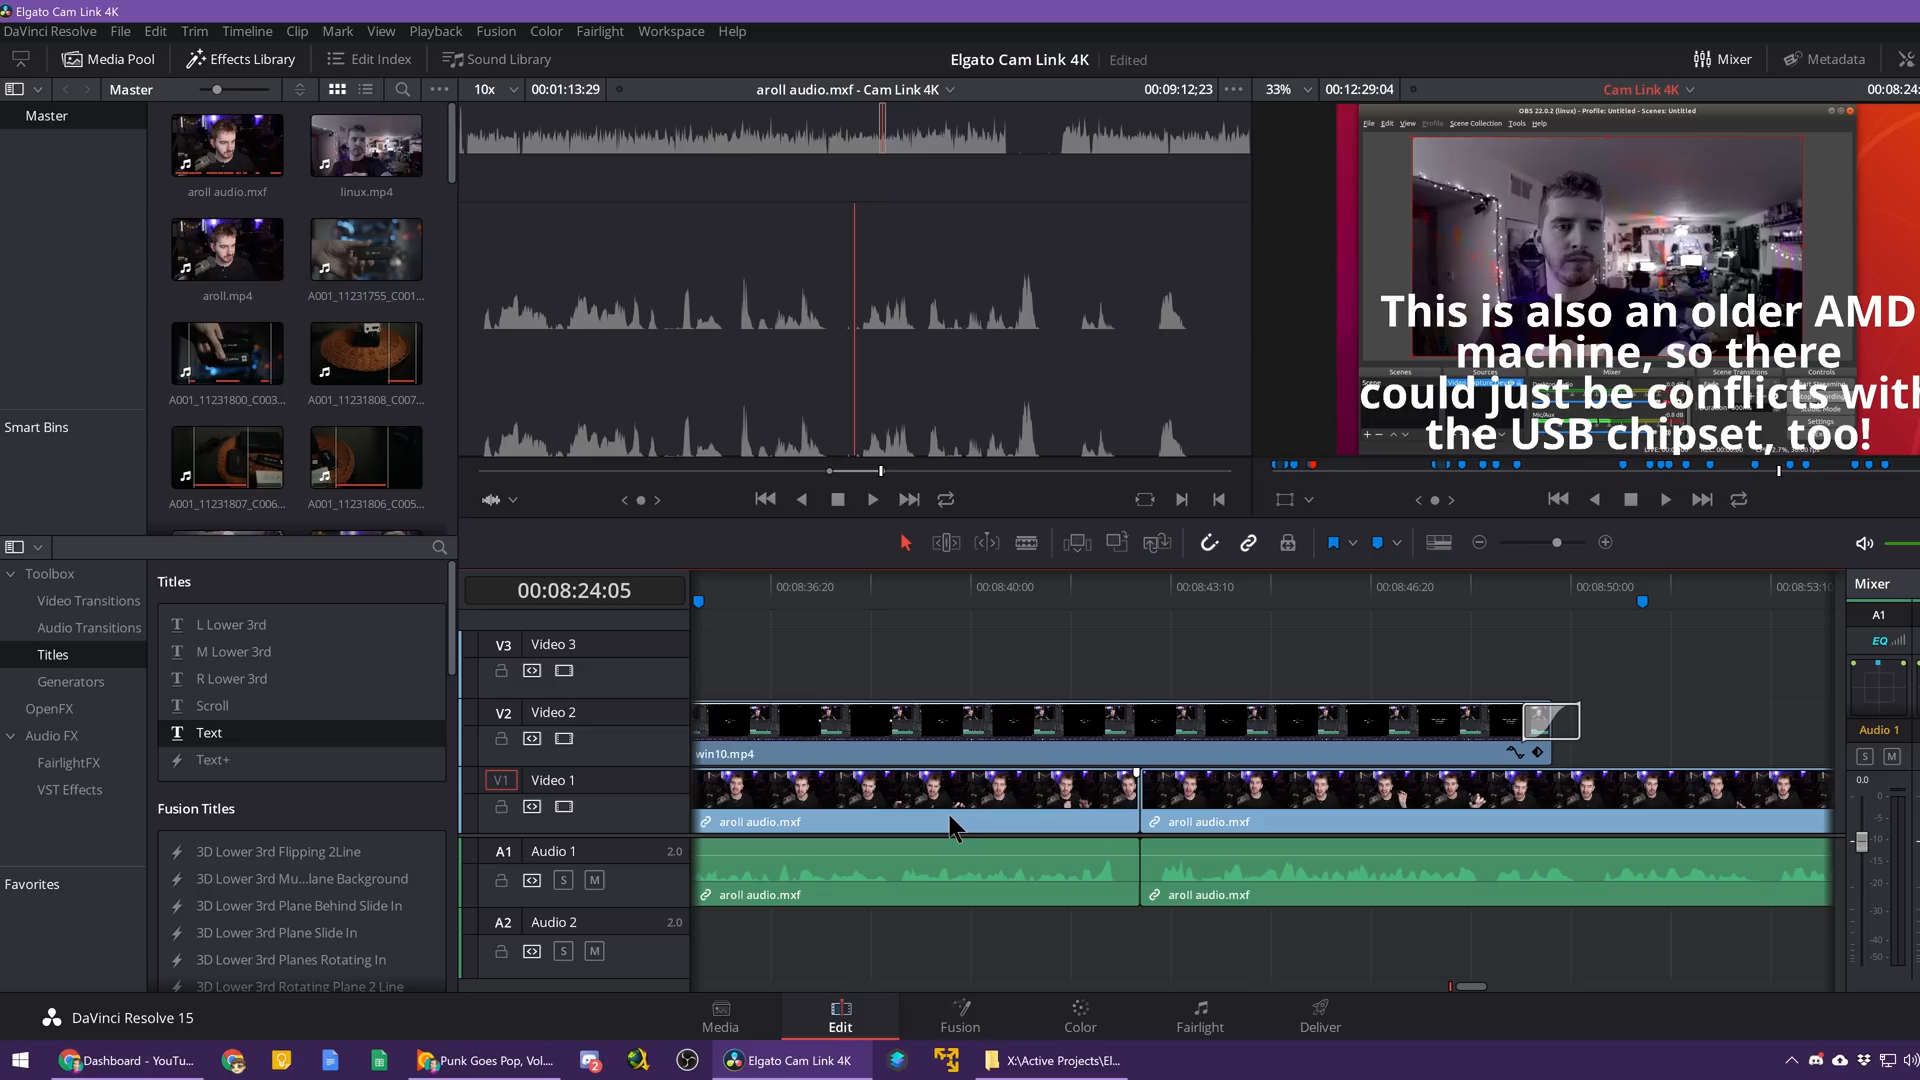 Elgato Cam Link 4K
DaVinci Resolve File Edit Trim Timeline Clip Mark View Playback Fusion Color Fairlight Workspace Help
Media Pool Effects Library Edit Index Sound Library Elgato Cam Link 4K Edited Mixer Metadata
Master 10x 00:01:13:29 aroll audio.mxf - Cam Link 4K 00:09:12;23 33% 00:12:29:04 Cam Link 4K 00:08:24
Master
aroll audio.mxf linux.mp4
aroll.mp4 A001_11231755_C001...
A001_11231800_C003... A001_11231808_C007...
A001_11231807_C006... A001_11231806_C005...
Smart Bins
OBS 22.0.2 (linux) - Profile: Untitled - Scenes: Untitled
File Edit View Profile Scene Collection Tools Help
This is also an older AMD
machine, so there
could just be conflicts with
the USB chipset, too!
Scenes Sources Mixer Scene Transitions Controls
Toolbox
Video Transitions
Audio Transitions
Titles
Generators
OpenFX
Audio FX
FairlightFX
VST Effects
Favorites
Titles
L Lower 3rd
M Lower 3rd
R Lower 3rd
Scroll
Text
Text+
Fusion Titles
3D Lower 3rd Flipping 2Line
3D Lower 3rd Mu...lane Background
3D Lower 3rd Plane Behind Slide In
3D Lower 3rd Plane Slide In
3D Lower 3rd Planes Rotating In
3D Lower 3rd Rotating Plane 2 Line
00:08:24:05 00:08:36:20 00:08:40:00 00:08:43:10 00:08:46:20 00:08:50:00 00:08:53:10
V3 Video 3
V2 Video 2
win10.mp4
V1 Video 1
aroll audio.mxf aroll audio.mxf
A1 Audio 1 2.0
S M
aroll audio.mxf aroll audio.mxf
A2 Audio 2 2.0
S M
Mixer
A1
EQ
Audio 1
S M
0.0
0
-5
-10
-15
-20
-30
-40
-50
DaVinci Resolve 15
Media Edit Fusion Color Fairlight Deliver
Dashboard - YouTu... Punk Goes Pop, Vol.... 2 Elgato Cam Link 4K X:\Active Projects\El...